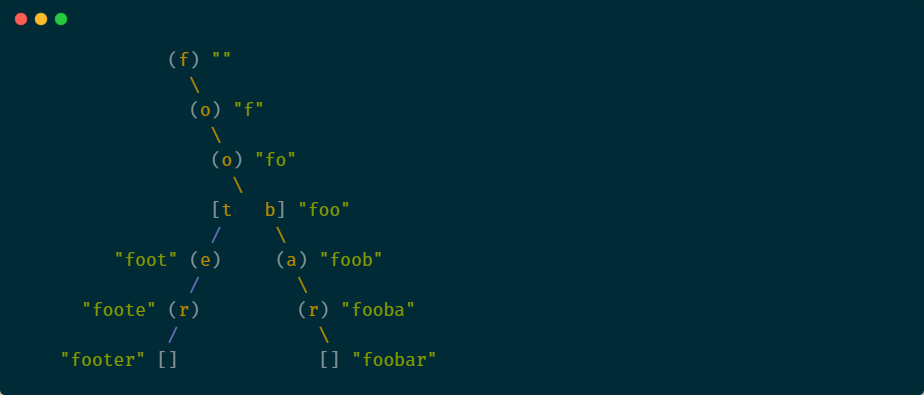 (f) ""
\
(o) "f"
\
(o) "fo"
\
[t   b] "foo"
/     \
"foot" (e)     (a) "foob"
/         \
"foote" (r)         (r) "fooba"
/             \
"footer" []             [] "foobar"